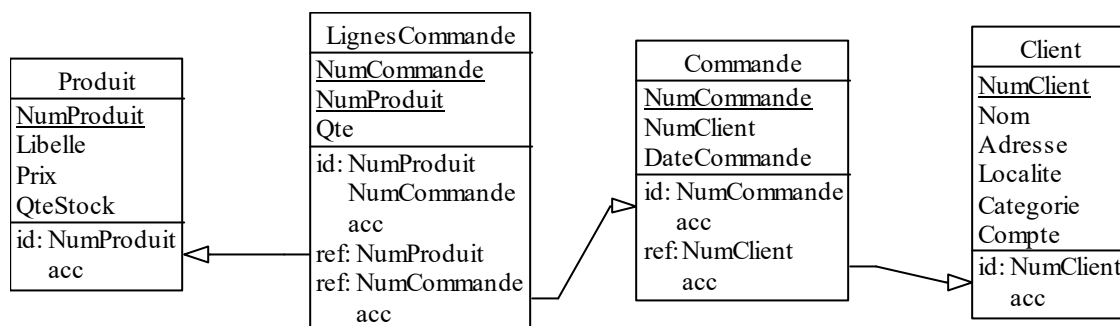 Produit
NumProduit
Libelle
Prix
QteStock
id: NumProduit
acc
LignesCommande
NumCommande
NumProduit
Qte
id: NumProduit
NumCommande
acc
ref: NumProduit
ref: NumCommande
acc
Commande
NumCommande
NumClient
DateCommande
id: NumCommande
acc
ref: NumClient
acc
Client
NumClient
Nom
Adresse
Localite
Categorie
Compte
id: NumClient
acc